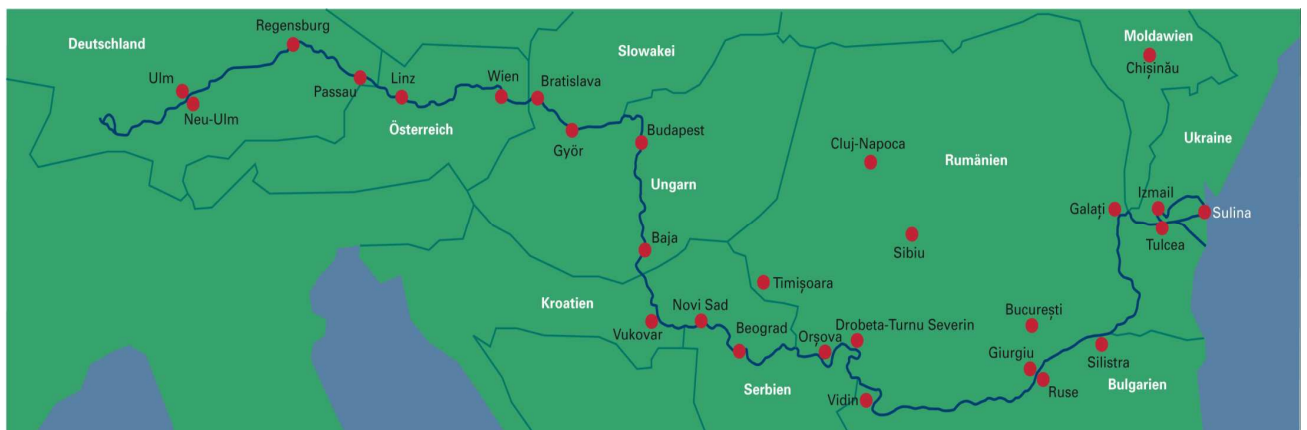 Deutschland
Regensburg
Ulm
Neu-Ulm
Passau
Linz
Österreich
Wien
Slowakei
Bratislava
Györ
Budapest
Ungarn
Baja
Kroatien
Vukovar
Novi Sad
Beograd
Serbien
Timișoara
Orșova
Drobeta-Turnu Severin
Vidin
Cluj-Napoca
Rumänien
Sibiu
București
Giurgiu
Ruse
Silistra
Bulgarien
Galați
Moldawien
Chișinău
Ukraine
Izmail
Tulcea
Sulina